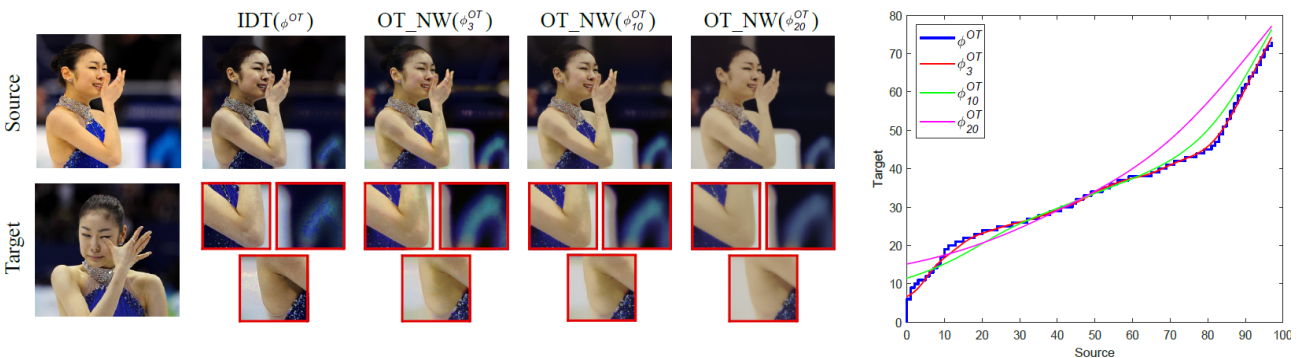 IDT(ϕ^OT) OT_NW(ϕ_3^OT) OT_NW(ϕ_10^OT) OT_NW(ϕ_20^OT)
Source
Target
80
70
60
50
40
30
20
10
0
Target
ϕ^OT
ϕ_3^OT
ϕ_10^OT
ϕ_20^OT
0 10 20 30 40 50 60 70 80 90 100
Source